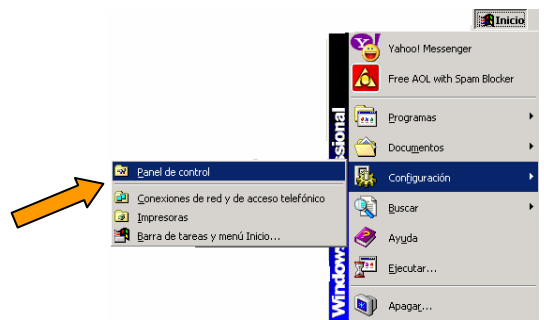 Inicio
Yahoo! Messenger
Free AOL with Spam Blocker
Programas
Documentos
Configuración
Buscar
Ayuda
Ejecutar...
Apagar...
Panel de control
Conexiones de red y de acceso telefónico
Impresoras
Barra de tareas y menú Inicio...
Windows
ssional